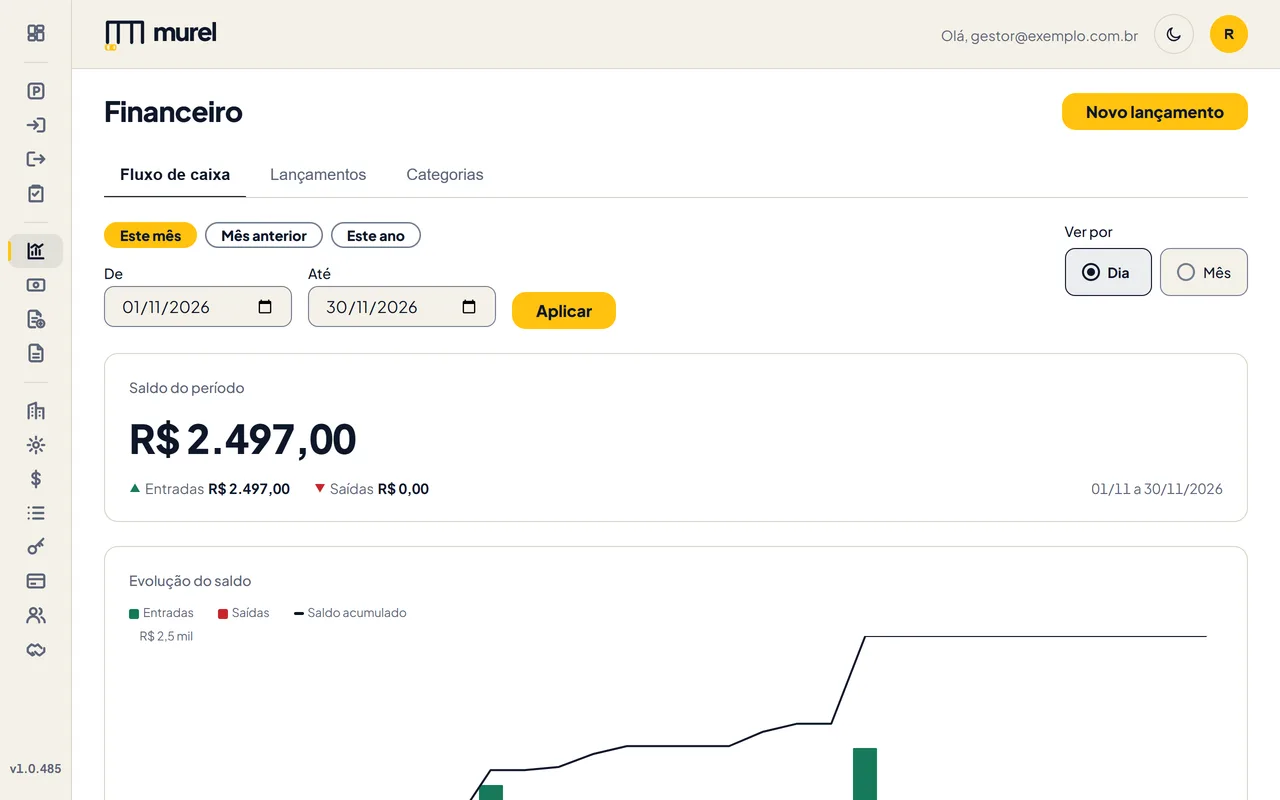 murel
Olá, gestor@exemplo.com.br
R
Financeiro
Novo lançamento
Fluxo de caixa
Lançamentos
Categorias
Este mês
Mês anterior
Este ano
Ver por
De
Até
Dia
Mês
01/11/2026
30/11/2026
Aplicar
Saldo do período
R$ 2.497,00
Entradas R$ 2.497,00
Saídas R$ 0,00
01/11 a 30/11/2026
Evolução do saldo
Entradas
Saídas
Saldo acumulado
R$ 2,5 mil
v1.0.485